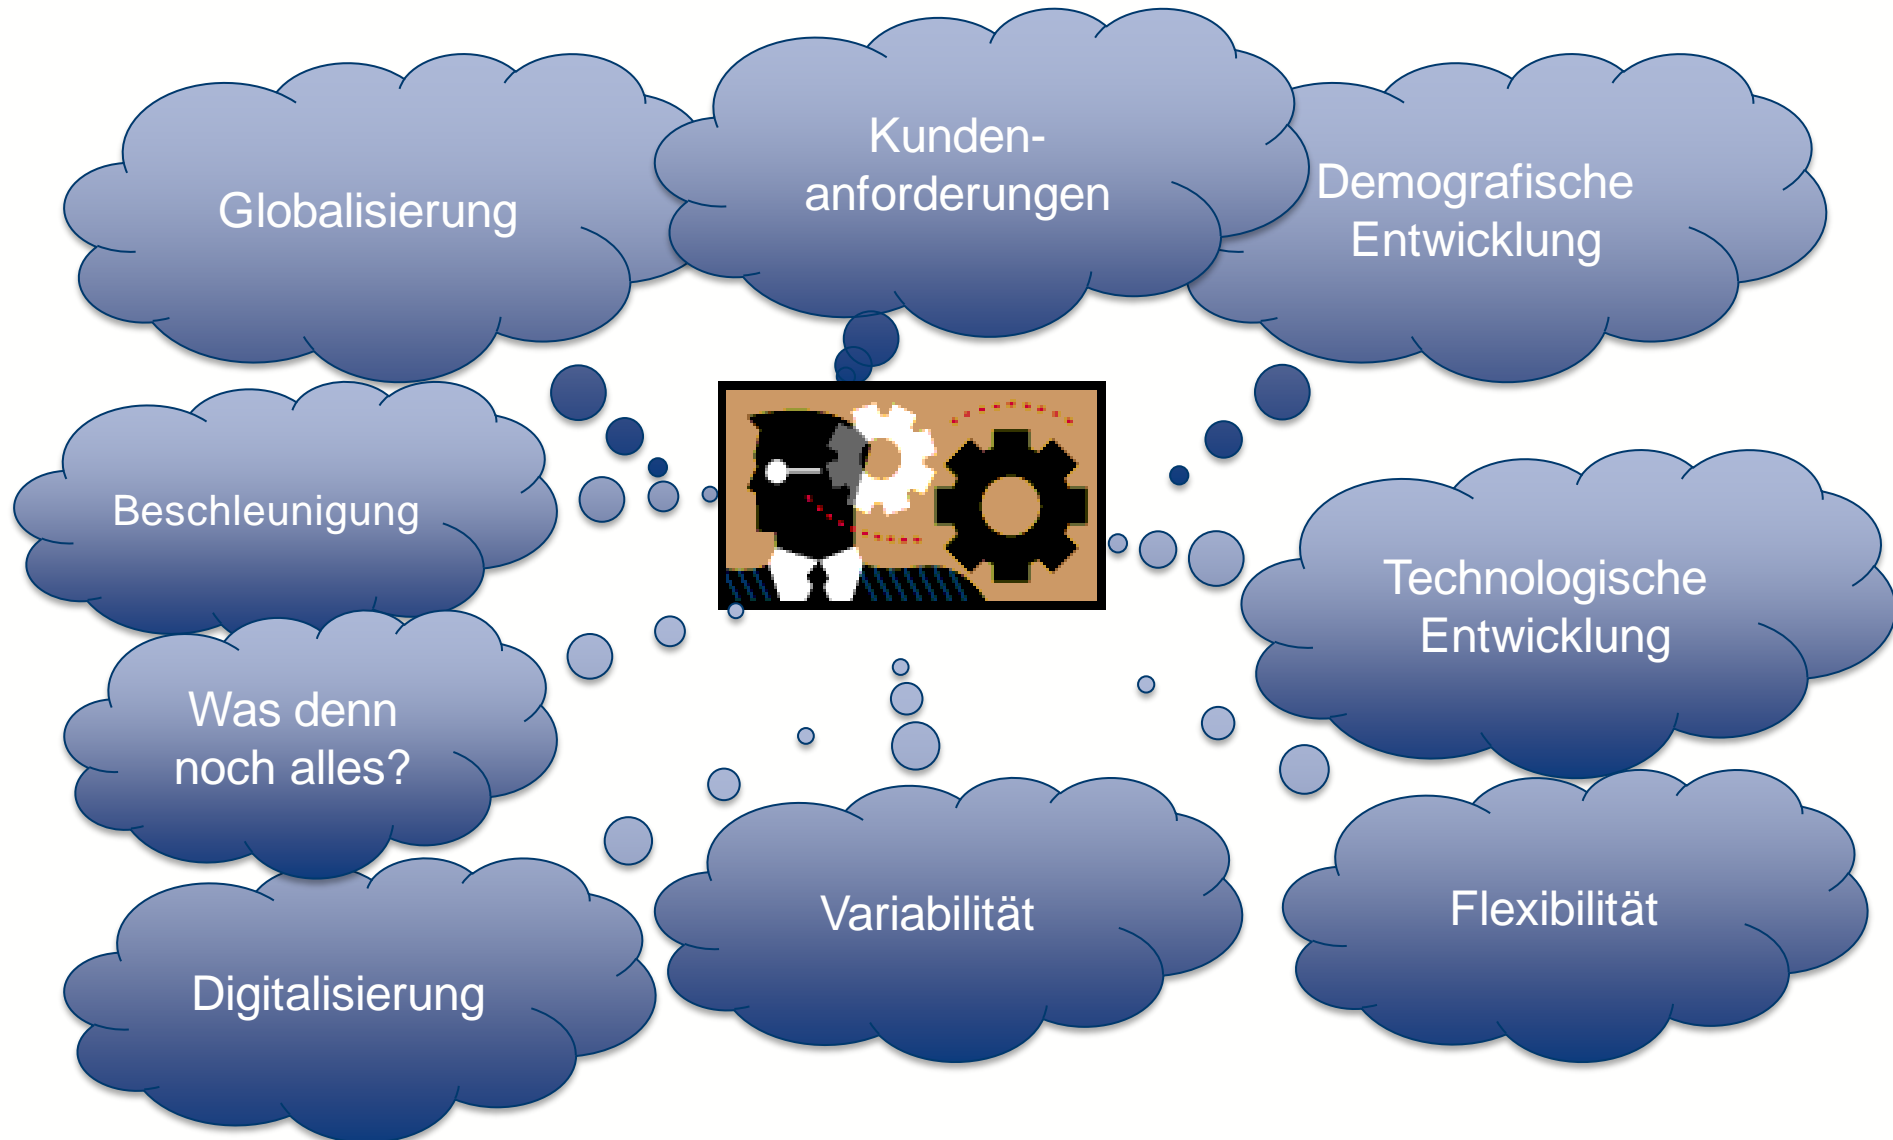 Globalisierung
Kunden-
anforderungen
Demografische
Entwicklung
Beschleunigung
Technologische
Entwicklung
Was denn
noch alles?
Variabilität
Flexibilität
Digitalisierung